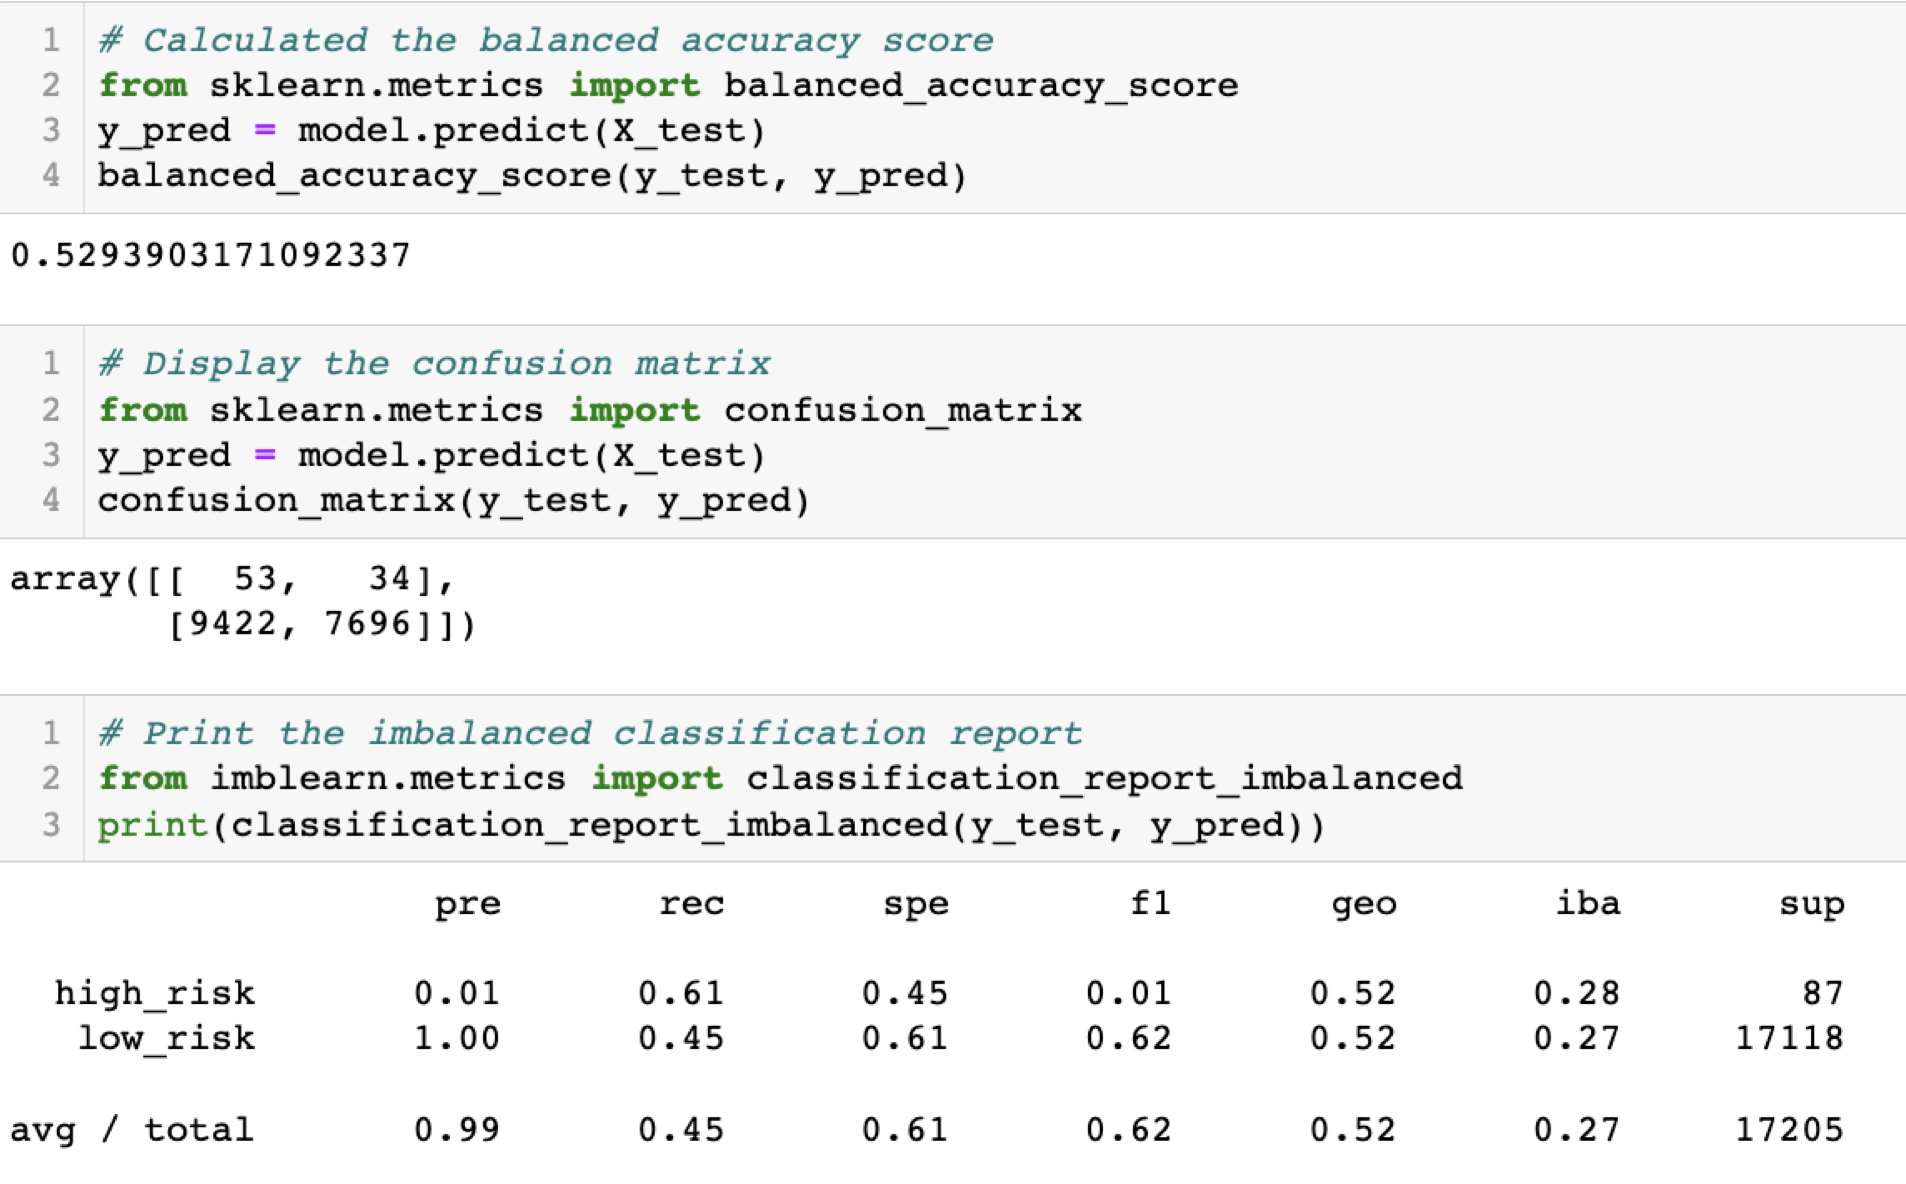 1 # Calculated the balanced accuracy score
2 from sklearn.metrics import balanced_accuracy_score
3 y_pred = model.predict(X_test)
4 balanced_accuracy_score(y_test, y_pred)
0.5293903171092337
1 # Display the confusion matrix
2 from sklearn.metrics import confusion_matrix
3 y_pred = model.predict(X_test)
4 confusion_matrix(y_test, y_pred)
array([[  53,   34],
       [9422, 7696]])
1 # Print the imbalanced classification report
2 from imblearn.metrics import classification_report_imbalanced
3 print(classification_report_imbalanced(y_test, y_pred))
pre rec spe f1 geo iba sup
high_risk 0.01 0.61 0.45 0.01 0.52 0.28 87
low_risk 1.00 0.45 0.61 0.62 0.52 0.27 17118
avg / total 0.99 0.45 0.61 0.62 0.52 0.27 17205